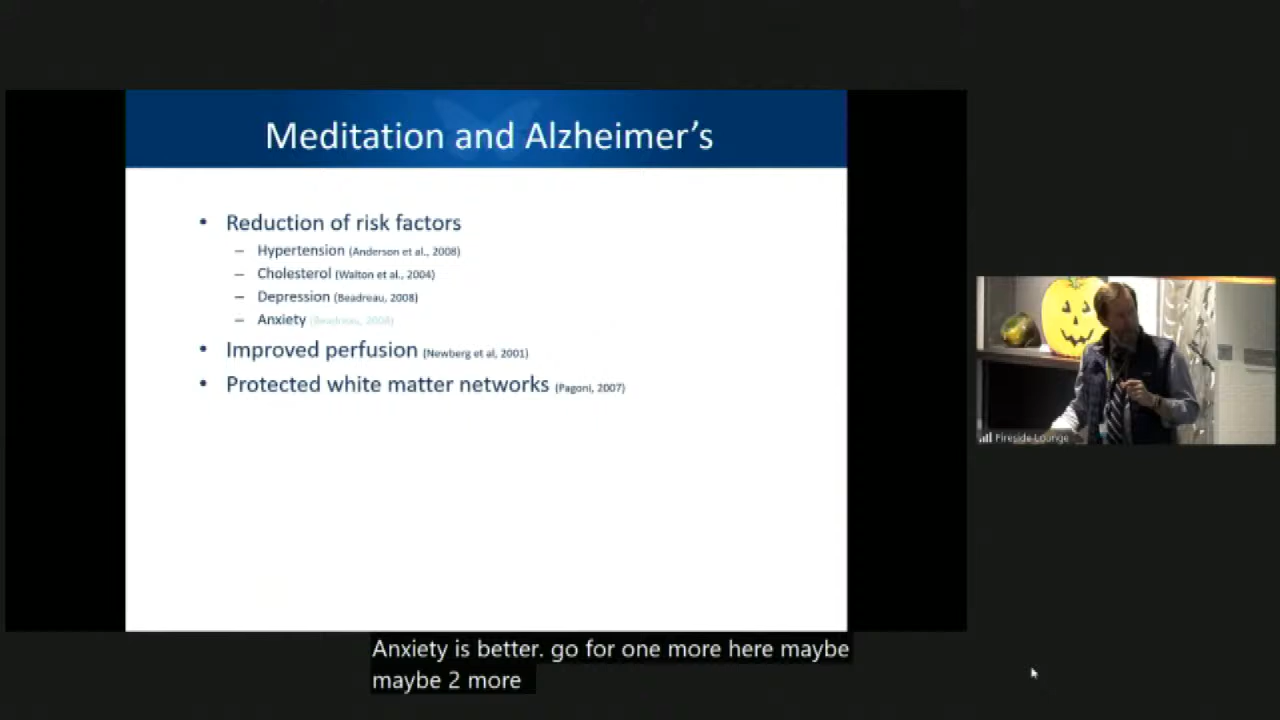 Meditation and Alzheimer's
• Reduction of risk factors
– Hypertension (Anderson et al., 2008)
– Cholesterol (Walton et al., 2004)
– Depression (Beadreau, 2008)
– Anxiety (Beadreau, 2008)
• Improved perfusion (Newberg et al, 2001)
• Protected white matter networks (Pagoni, 2007)
Fireside Lounge
Anxiety is better. go for one more here maybe
maybe 2 more